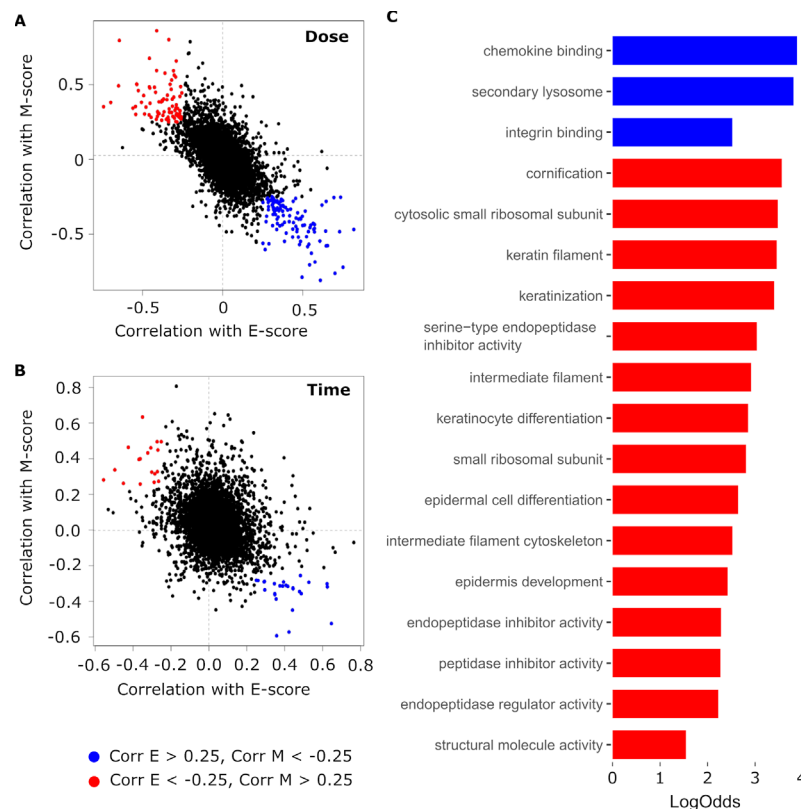 A
Dose
Correlation with M-score
0.5
0
-0.5
-0.5
0
0.5
Correlation with E-score
B
Time
Correlation with M-score
0.8
0.6
0.4
0.2
0.0
-0.2
-0.4
-0.6
-0.6
-0.4
-0.2
0.0
0.2
0.4
0.6
0.8
Correlation with E-score
Corr E > 0.25, Corr M < -0.25
Corr E < -0.25, Corr M > 0.25
C
chemokine binding
secondary lysosome
integrin binding
cornification
cytosolic small ribosomal subunit
keratin filament
keratinization
serine−type endopeptidase
inhibitor activity
intermediate filament
keratinocyte differentiation
small ribosomal subunit
epidermal cell differentiation
intermediate filament cytoskeleton
epidermis development
endopeptidase inhibitor activity
peptidase inhibitor activity
endopeptidase regulator activity
structural molecule activity
0
1
2
3
4
LogOdds